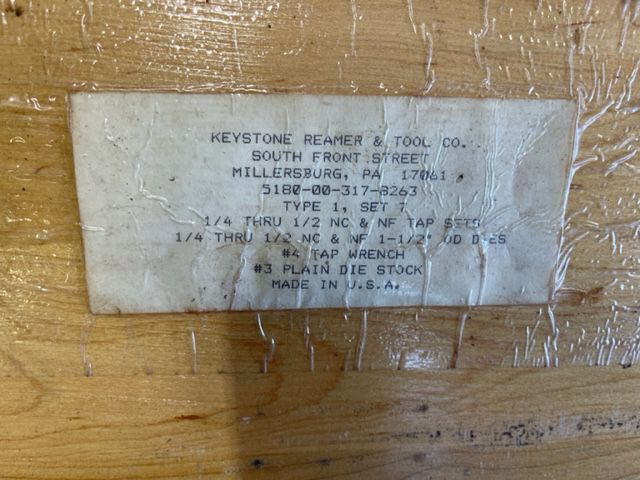 KEYSTONE REAMER & TOOL CO.
SOUTH FRONT STREET
MILLERSBURG, PA 17061
5180-00-317-8263
TYPE 1, SET 7
1/4 THRU 1/2 NC & NF TAP SETS
1/4 THRU 1/2 NC & NF 1-1/2" OD DIES
#4 TAP WRENCH
#3 PLAIN DIE STOCK
MADE IN U.S.A.